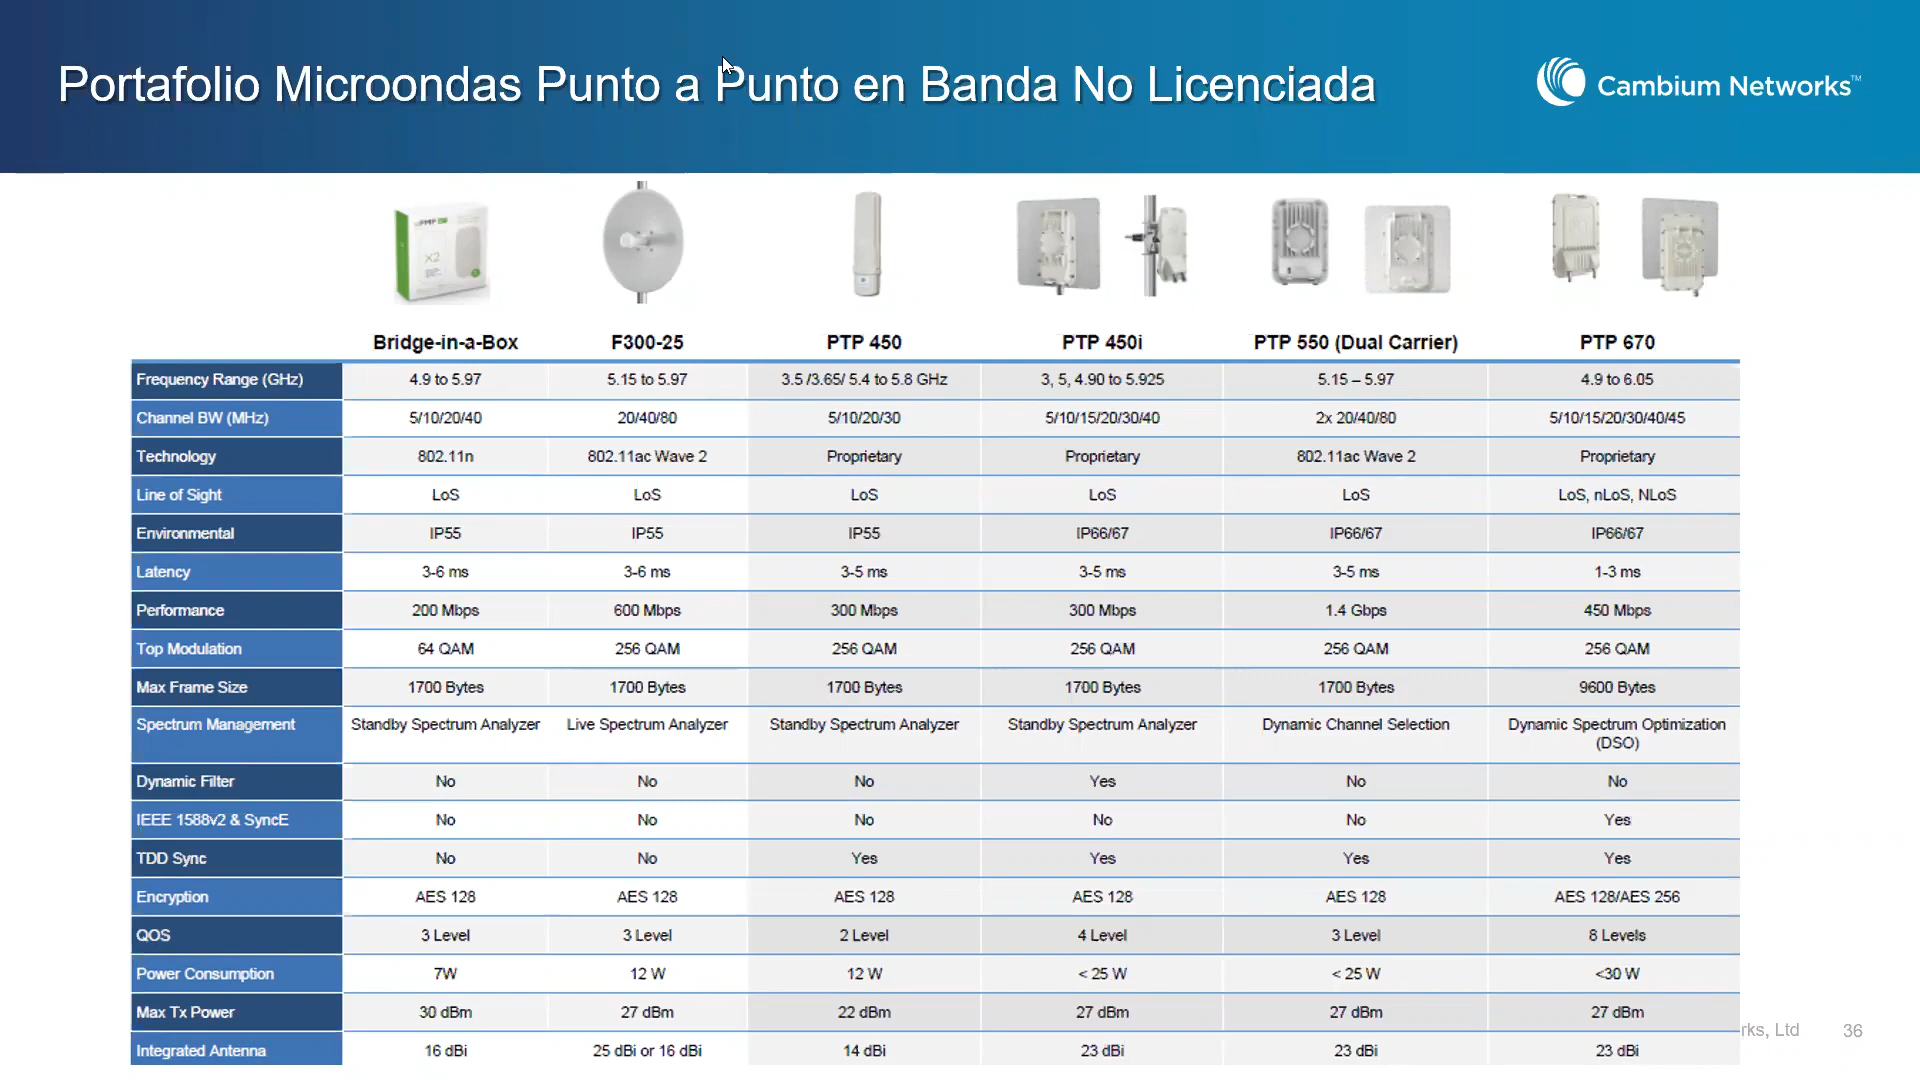 Portafolio Microondas Punto a Punto en Banda No Licenciada
Cambium Networks™
X2
Bridge-in-a-Box F300-25 PTP 450 PTP 450i PTP 550 (Dual Carrier) PTP 670
Frequency Range (GHz) 4.9 to 5.97 5.15 to 5.97 3.5 /3.65/ 5.4 to 5.8 GHz 3, 5, 4.90 to 5.925 5.15 – 5.97 4.9 to 6.05
Channel BW (MHz) 5/10/20/40 20/40/80 5/10/20/30 5/10/15/20/30/40 2x 20/40/80 5/10/15/20/30/40/45
Technology 802.11n 802.11ac Wave 2 Proprietary Proprietary 802.11ac Wave 2 Proprietary
Line of Sight LoS LoS LoS LoS LoS LoS, nLoS, NLoS
Environmental IP55 IP55 IP55 IP66/67 IP66/67 IP66/67
Latency 3-6 ms 3-6 ms 3-5 ms 3-5 ms 3-5 ms 1-3 ms
Performance 200 Mbps 600 Mbps 300 Mbps 300 Mbps 1.4 Gbps 450 Mbps
Top Modulation 64 QAM 256 QAM 256 QAM 256 QAM 256 QAM 256 QAM
Max Frame Size 1700 Bytes 1700 Bytes 1700 Bytes 1700 Bytes 1700 Bytes 9600 Bytes
Spectrum Management Standby Spectrum Analyzer Live Spectrum Analyzer Standby Spectrum Analyzer Standby Spectrum Analyzer Dynamic Channel Selection Dynamic Spectrum Optimization
(DSO)
Dynamic Filter No No No Yes No No
IEEE 1588v2 & SyncE No No No No No Yes
TDD Sync No No Yes Yes Yes Yes
Encryption AES 128 AES 128 AES 128 AES 128 AES 128 AES 128/AES 256
QOS 3 Level 3 Level 2 Level 4 Level 3 Level 8 Levels
Power Consumption 7W 12 W 12 W < 25 W < 25 W <30 W
Max Tx Power 30 dBm 27 dBm 22 dBm 27 dBm 27 dBm 27 dBm
rks, Ltd 36
Integrated Antenna 16 dBi 25 dBi or 16 dBi 14 dBi 23 dBi 23 dBi 23 dBi